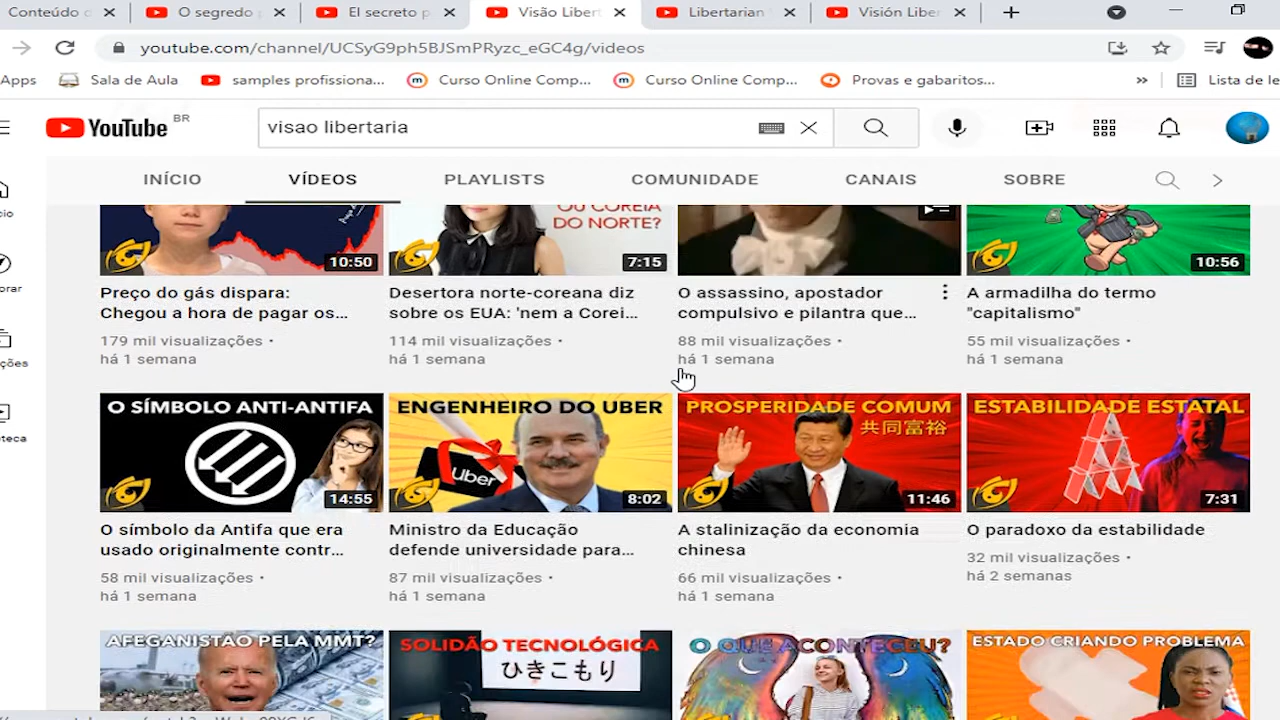 Conteúdo c
O segredo p
El secreto p
Visão Libert
Libertarian
Visión Liber
youtube.com/channel/UCSyG9ph5BJSmPRyzc_eGC4g/videos
Apps
Sala de Aula
samples profissiona...
Curso Online Comp...
Curso Online Comp...
Provas e gabaritos...
»
Lista de le
YouTube BR
visao libertaria
INÍCIO
VÍDEOS
PLAYLISTS
COMUNIDADE
CANAIS
SOBRE
OU COREIA
DO NORTE?
10:50
7:15
10:56
Preço do gás dispara:
Chegou a hora de pagar os...
179 mil visualizações •
há 1 semana
Desertora norte-coreana diz
sobre os EUA: 'nem a Corei...
114 mil visualizações •
há 1 semana
O assassino, apostador
compulsivo e pilantra que...
88 mil visualizações •
há 1 semana
A armadilha do termo
"capitalismo"
55 mil visualizações •
há 1 semana
O SÍMBOLO ANTI-ANTIFA
14:55
ENGENHEIRO DO UBER
Uber
8:02
PROSPERIDADE COMUM
共同富裕
11:46
ESTABILIDADE ESTATAL
7:31
O símbolo da Antifa que era
usado originalmente contr...
58 mil visualizações •
há 1 semana
Ministro da Educação
defende universidade para...
87 mil visualizações •
há 1 semana
A stalinização da economia
chinesa
66 mil visualizações •
há 1 semana
O paradoxo da estabilidade
32 mil visualizações •
há 2 semanas
AFEGANISTÃO PELA MMT?
SOLIDÃO TECNOLÓGICA
ひきこもり
O QUE ACONTECEU?
ESTADO CRIANDO PROBLEMA